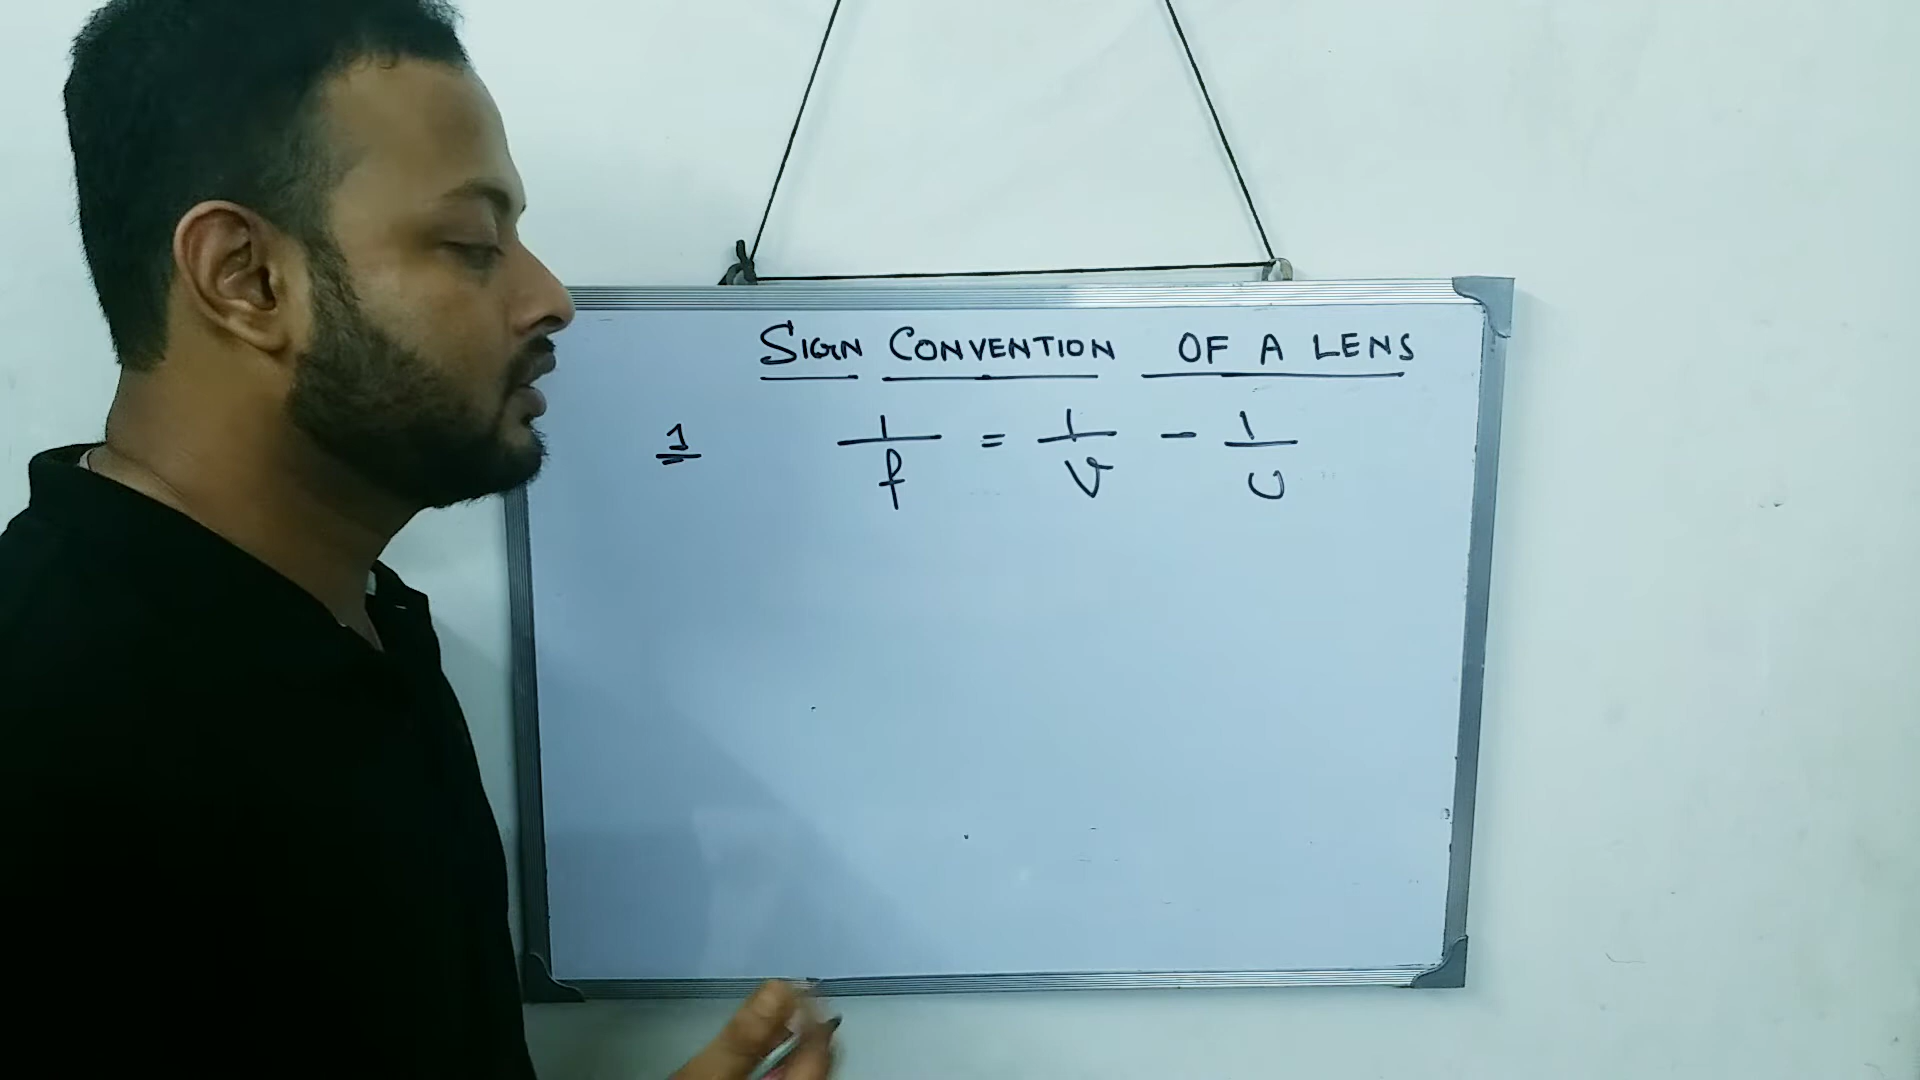 SIGN CONVENTION OF A LENS
1 1/f = 1/v - 1/u